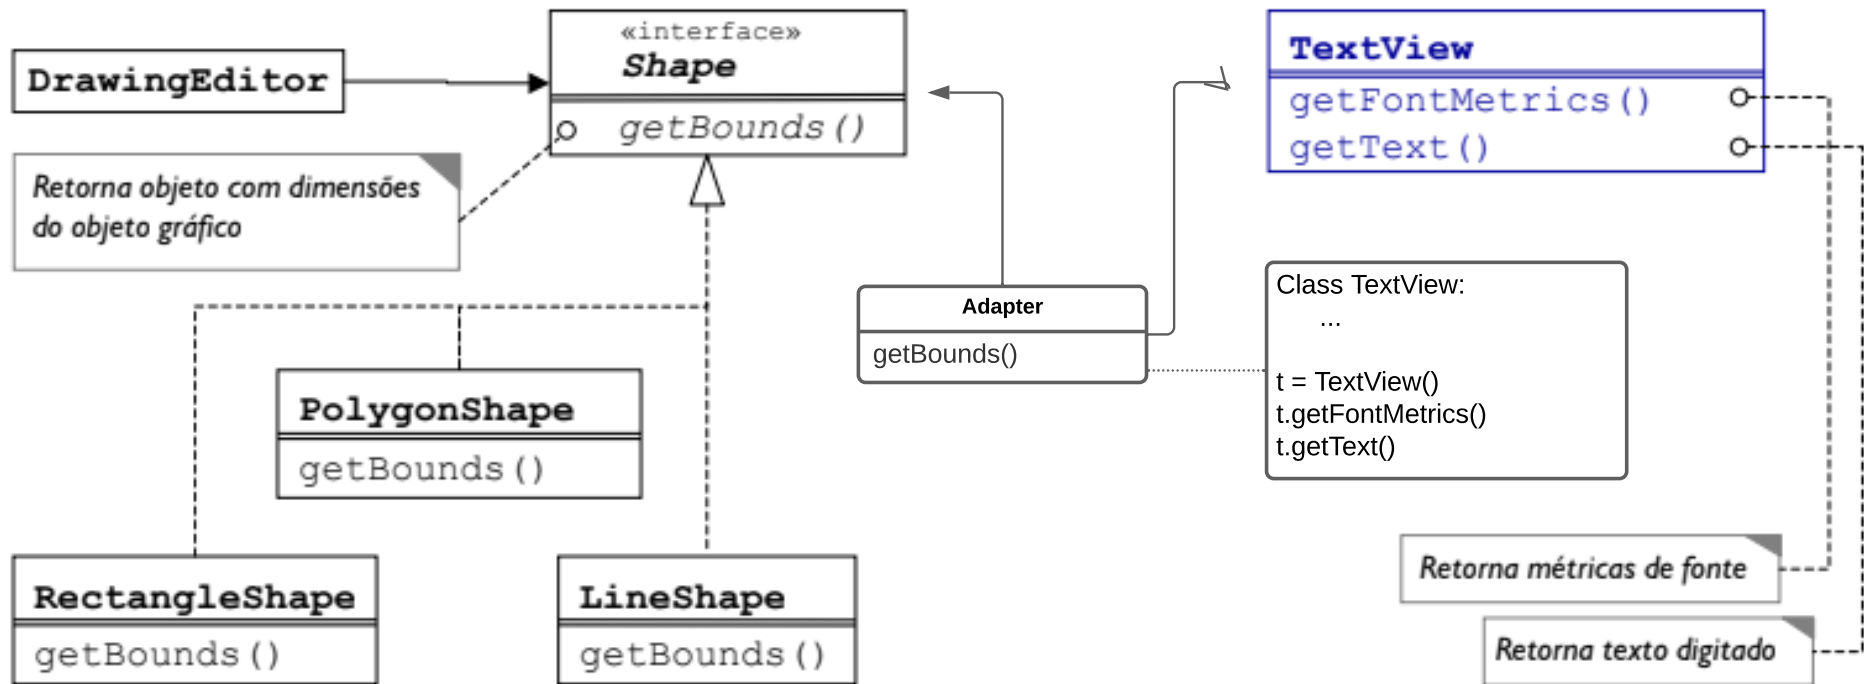 DrawingEditor
«interface»
Shape
getBounds()
TextView
getFontMetrics()
getText()
Retorna objeto com dimensões
do objeto gráfico
Adapter
getBounds()
Class TextView:
...
t = TextView()
t.getFontMetrics()
t.getText()
PolygonShape
getBounds()
RectangleShape
getBounds()
LineShape
getBounds()
Retorna métricas de fonte
Retorna texto digitado